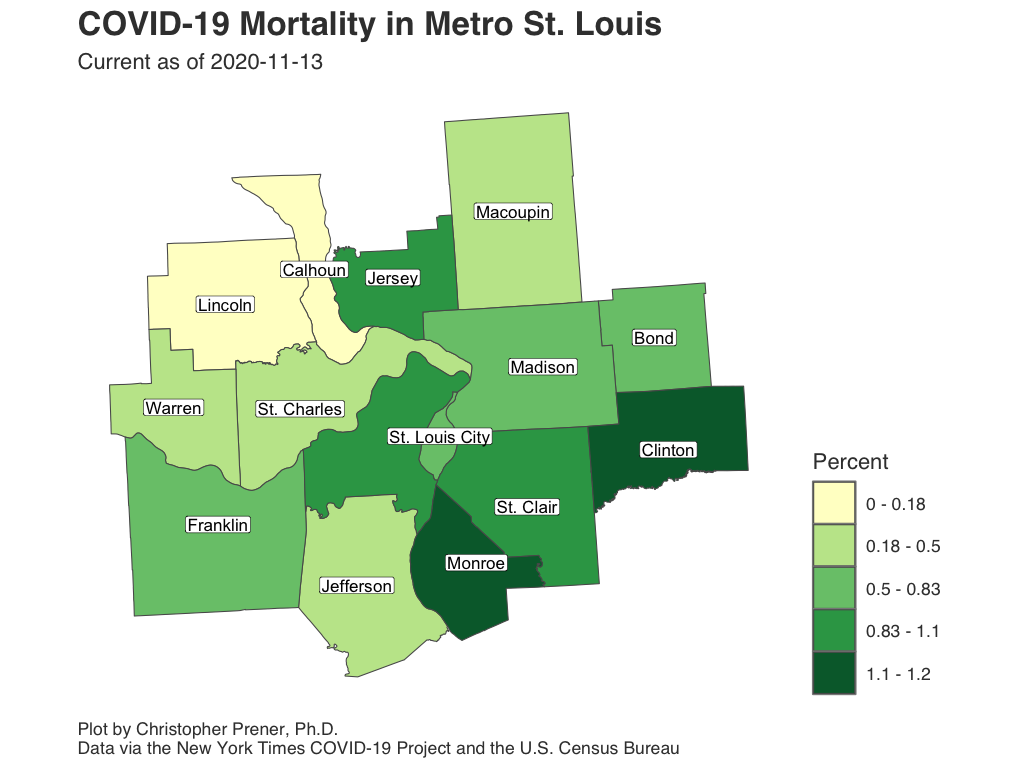 COVID-19 Mortality in Metro St. Louis
Current as of 2020-11-13
Macoupin
Calhoun
Jersey
Lincoln
Bond
Madison
Warren
St. Charles
St. Louis City
Clinton
St. Clair
Franklin
Monroe
Jefferson
Percent
0 - 0.18
0.18 - 0.5
0.5 - 0.83
0.83 - 1.1
1.1 - 1.2
Plot by Christopher Prener, Ph.D.
Data via the New York Times COVID-19 Project and the U.S. Census Bureau